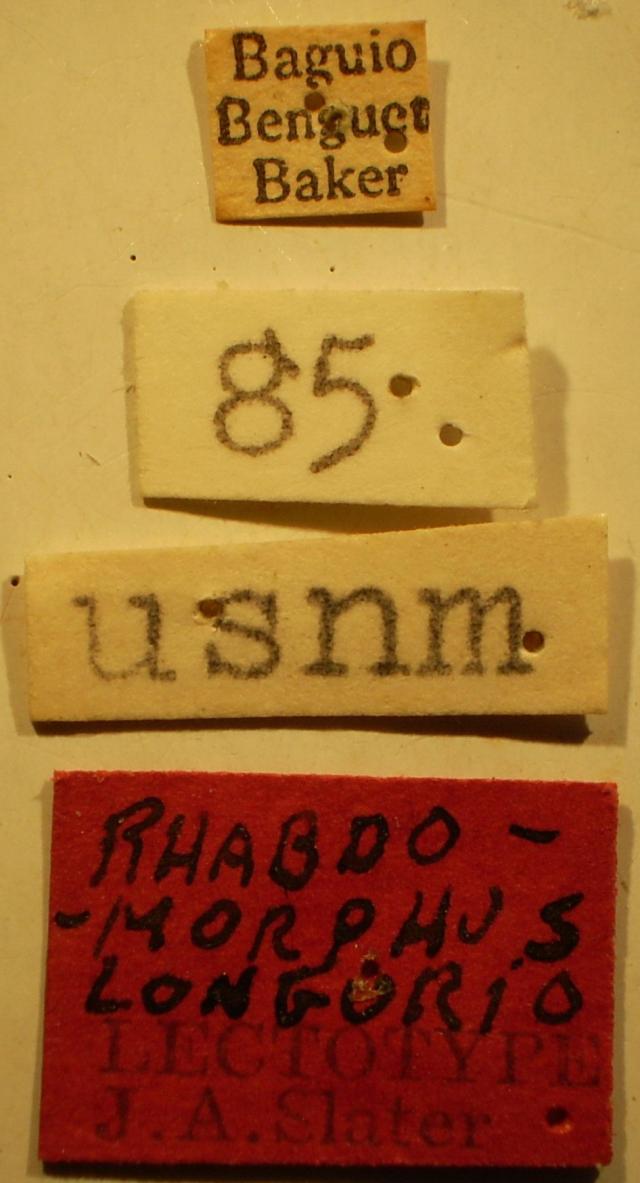 Baguio
Benguet
Baker
85.
usnm
RHABDO-
-MORPHUS
LONGURIO
LECTOTYPE
J.A.Slater